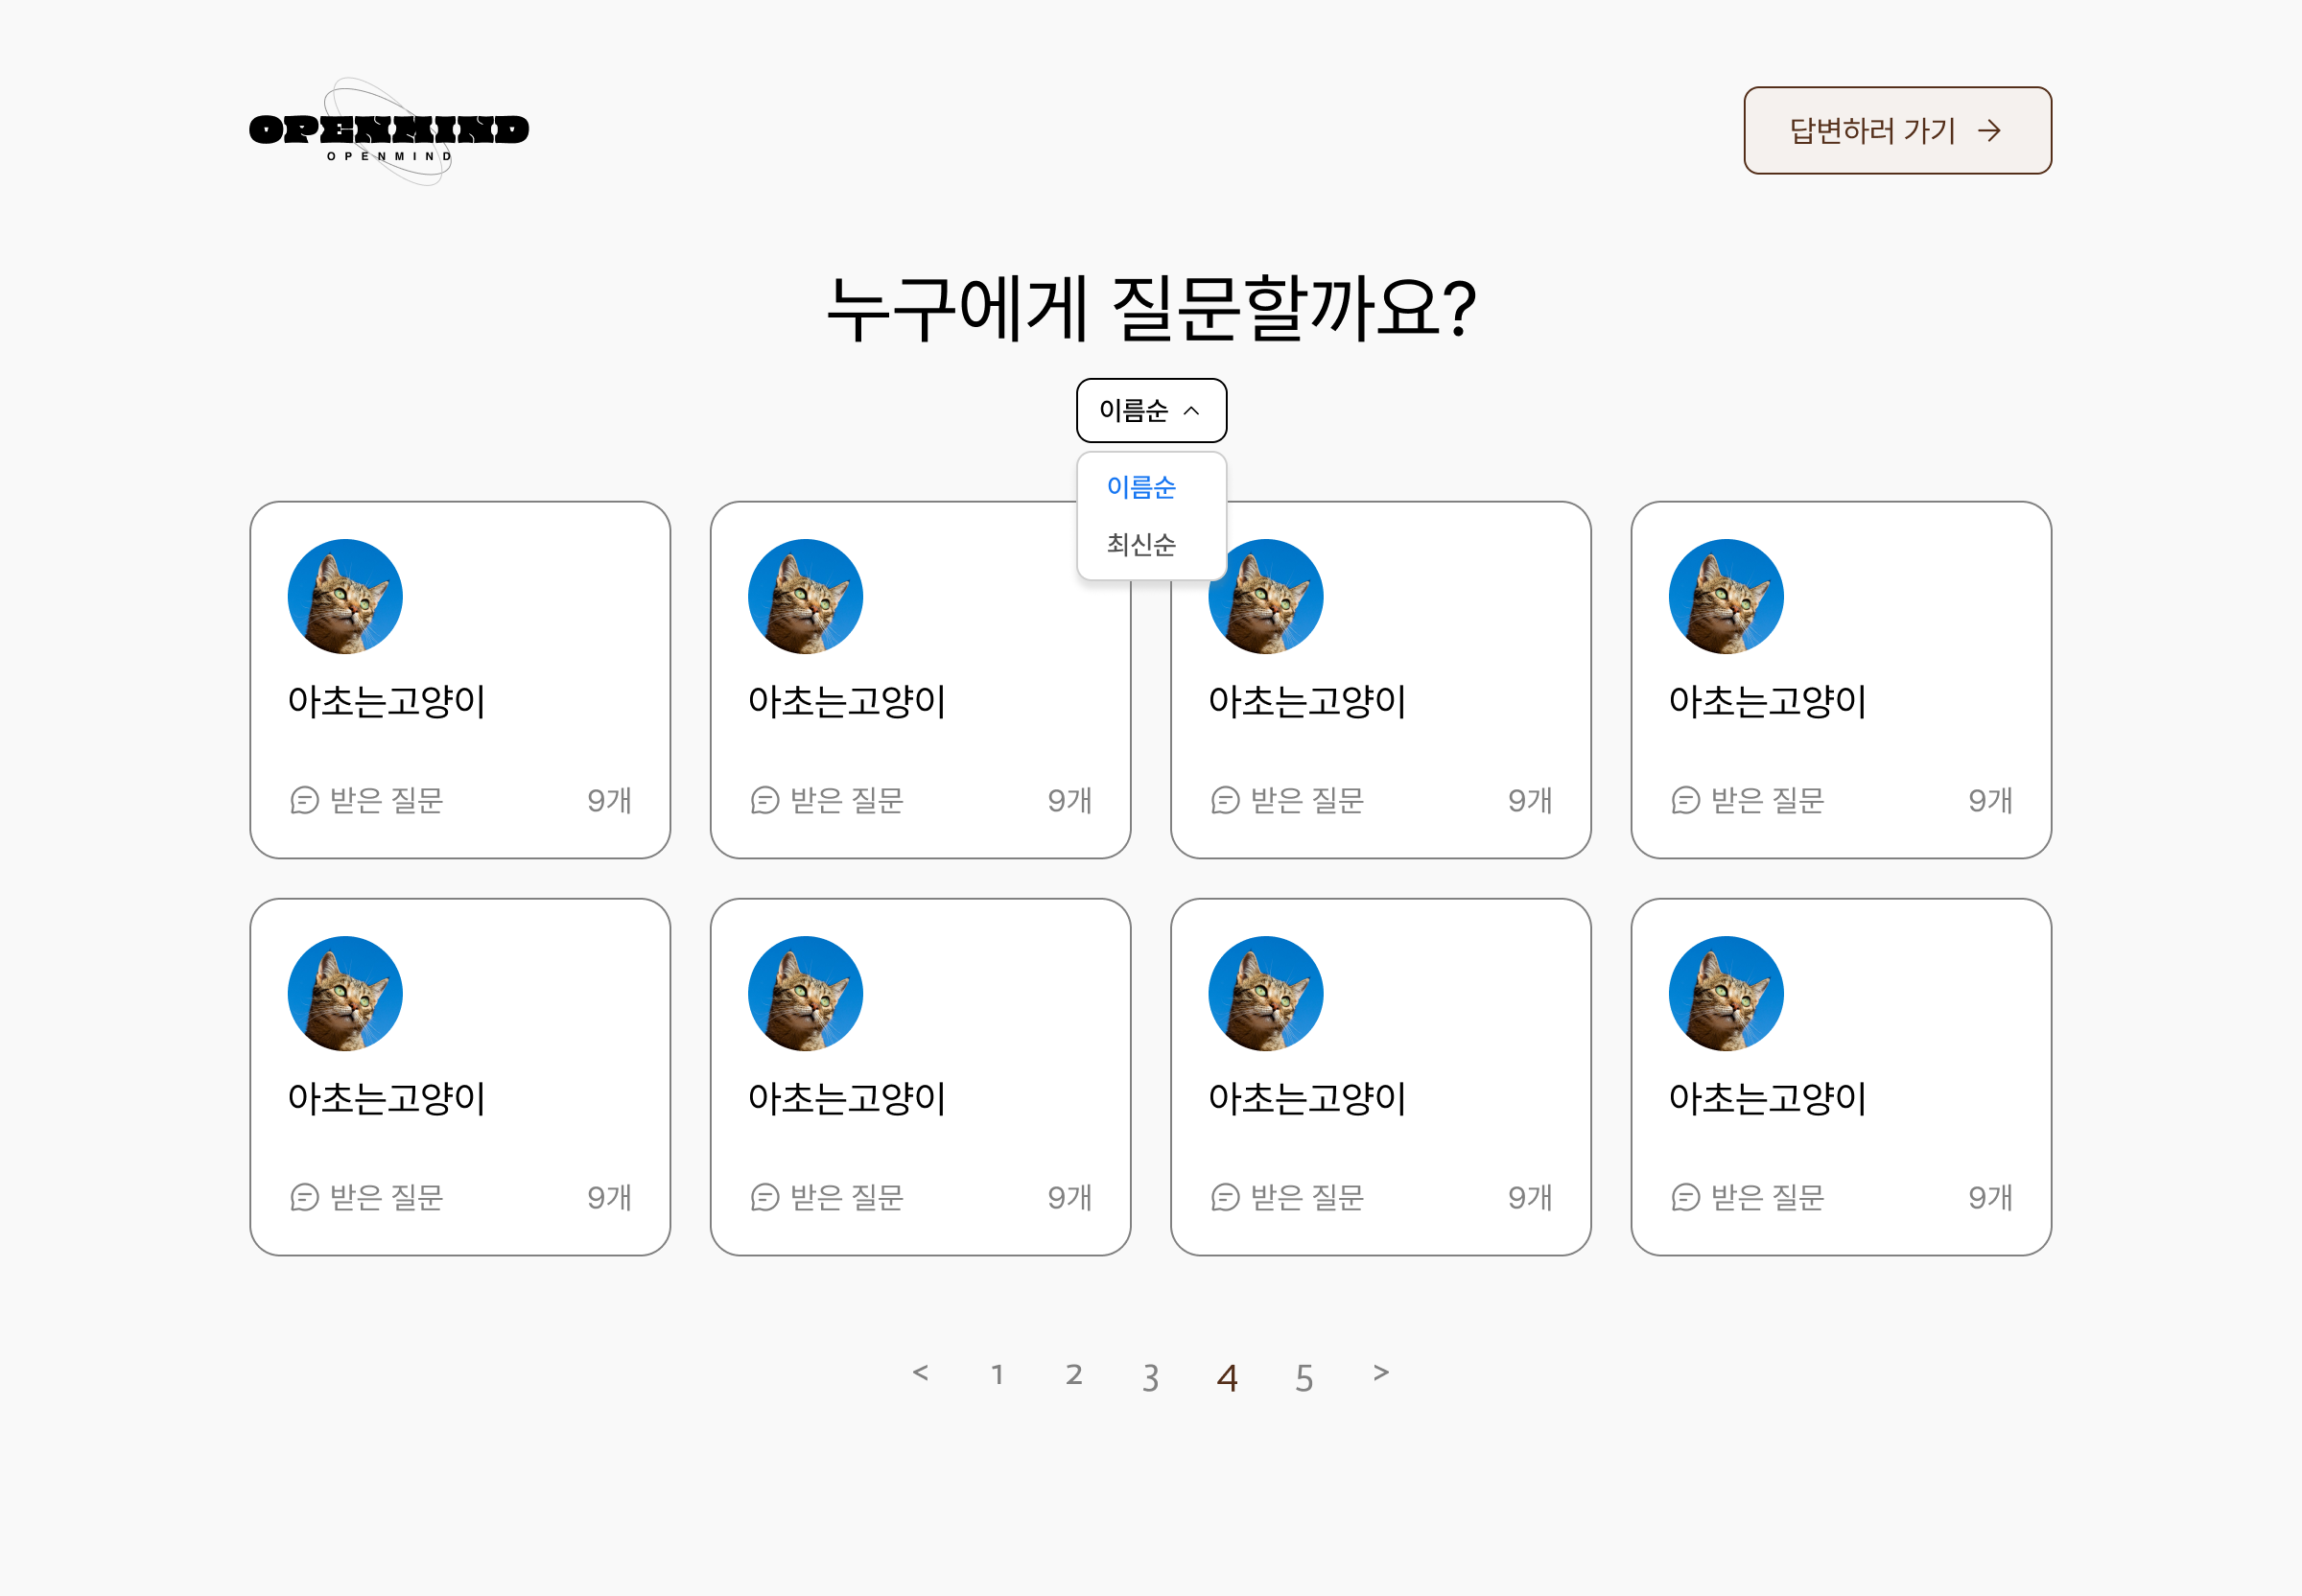 OPENMIND
OPENMIND
답변하러 가기
누구에게 질문할까요?
이름순
이름순
최신순
아초는고양이
받은 질문 9개
아초는고양이
받은 질문 9개
아초는고양이
받은 질문 9개
아초는고양이
받은 질문 9개
아초는고양이
받은 질문 9개
아초는고양이
받은 질문 9개
아초는고양이
받은 질문 9개
아초는고양이
받은 질문 9개
< 1 2 3 4 5 >